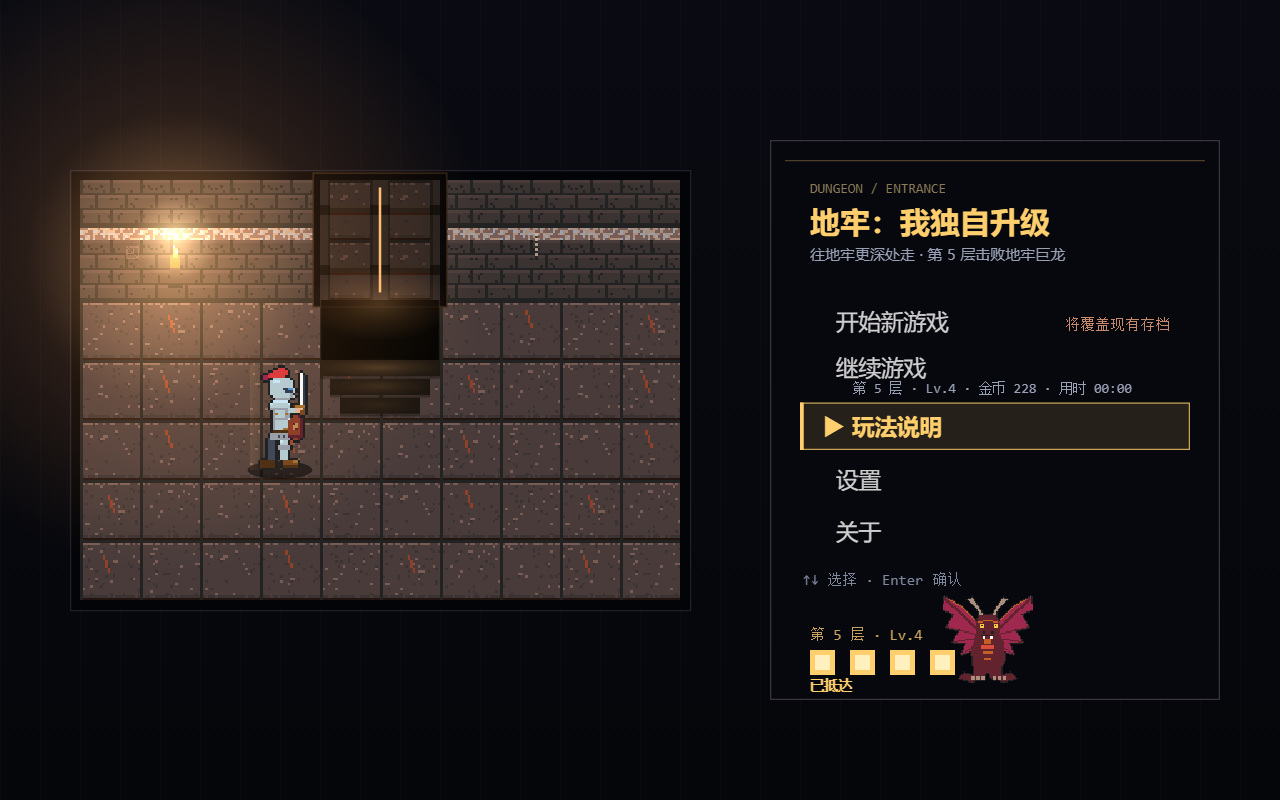 DUNGEON / ENTRANCE
地牢：我独自升级
往地牢更深处走 · 第 5 层击败地牢巨龙
开始新游戏 将覆盖现有存档
继续游戏
第 5 层 · Lv.4 · 金币 228 · 用时 00:00
▶ 玩法说明
设置
关于
↑↓ 选择 · Enter 确认
第 5 层 · Lv.4
已抵达